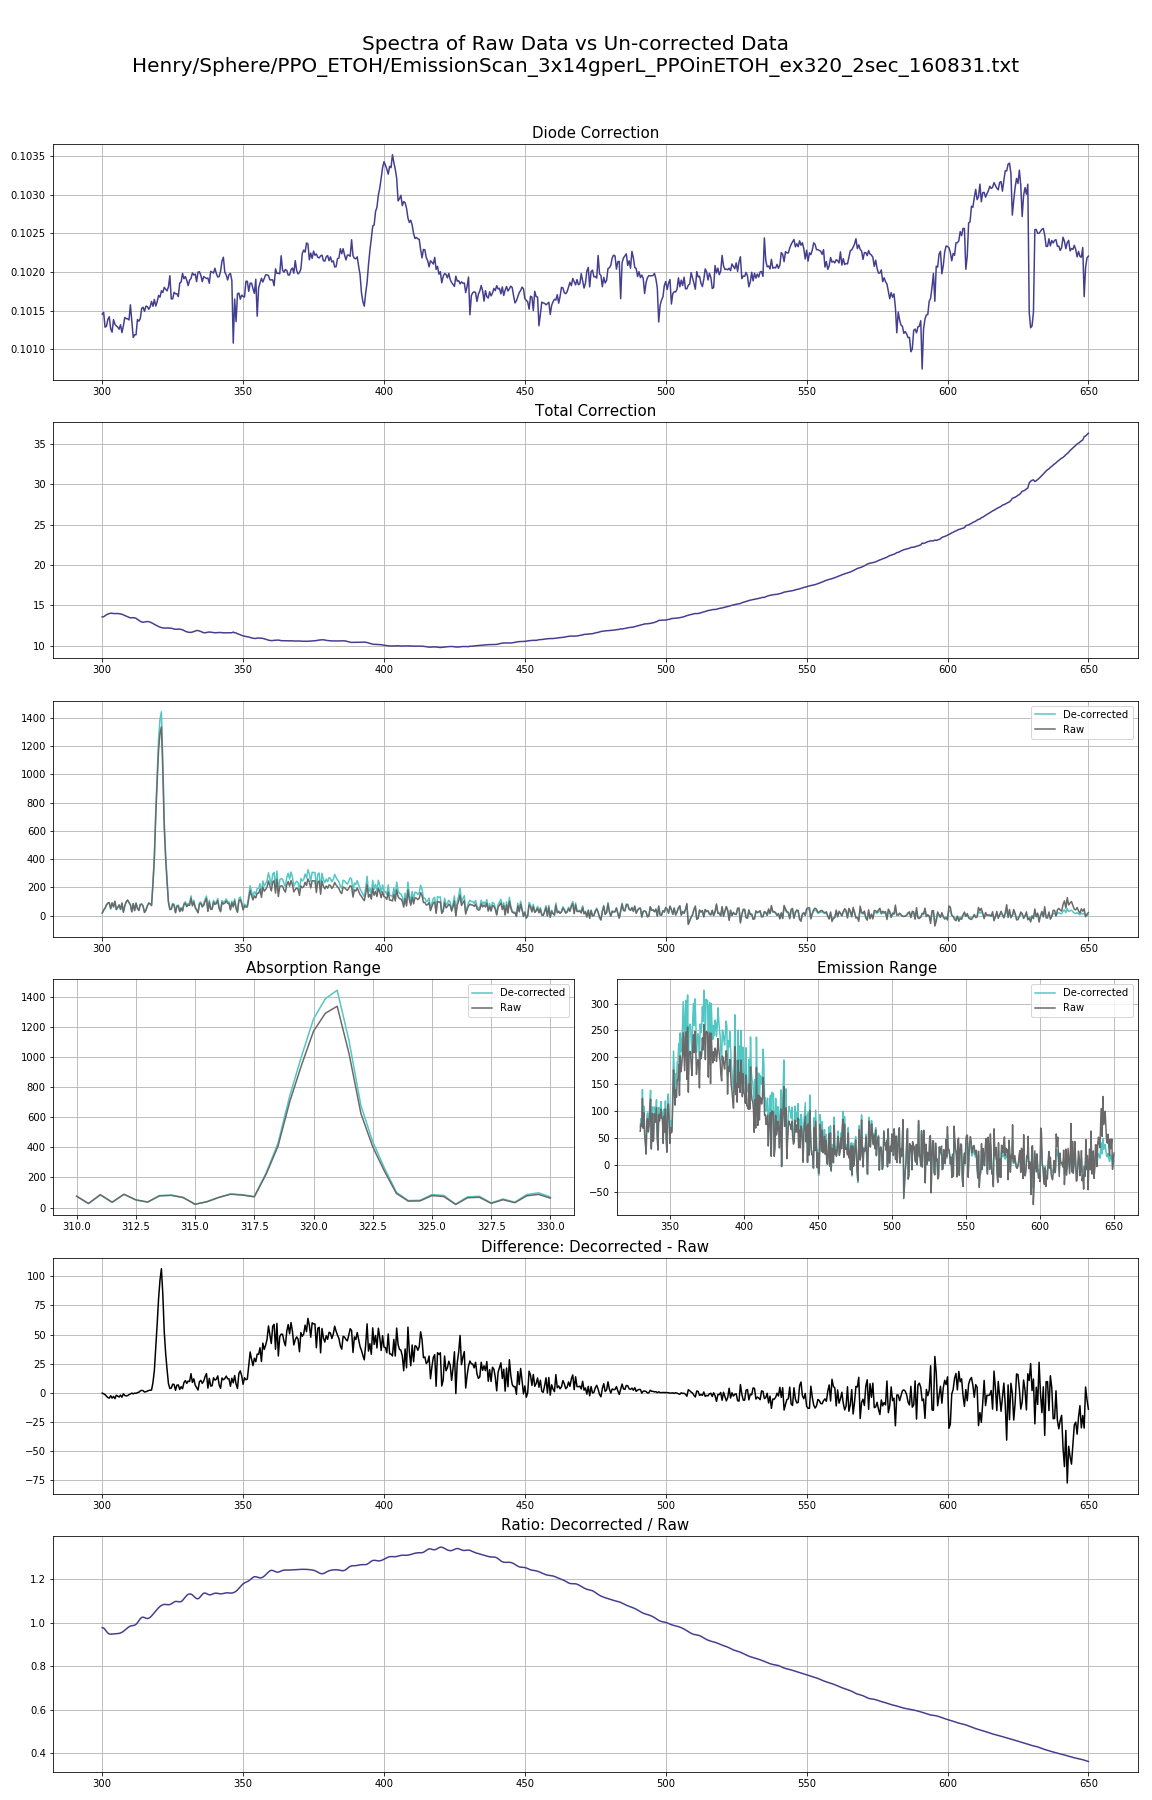 Spectra of Raw Data vs Un-corrected Data
Henry/Sphere/PPO_ETOH/EmissionScan_3x14gperL_PPOinETOH_ex320_2sec_160831.txt
Diode Correction
0.1035
0.1030
0.1025
0.1020
0.1015
0.1010
300 350 400 450 500 550 600 650
Total Correction
35
30
25
20
15
10
300 350 400 450 500 550 600 650
De-corrected
Raw
1400
1200
1000
800
600
400
200
0
300 350 400 450 500 550 600 650
Absorption Range
De-corrected
Raw
1400
1200
1000
800
600
400
200
0
310.0 312.5 315.0 317.5 320.0 322.5 325.0 327.5 330.0
Emission Range
De-corrected
Raw
300
250
200
150
100
50
0
−50
350 400 450 500 550 600 650
Difference: Decorrected - Raw
100
75
50
25
0
−25
−50
−75
300 350 400 450 500 550 600 650
Ratio: Decorrected / Raw
1.2
1.0
0.8
0.6
0.4
300 350 400 450 500 550 600 650